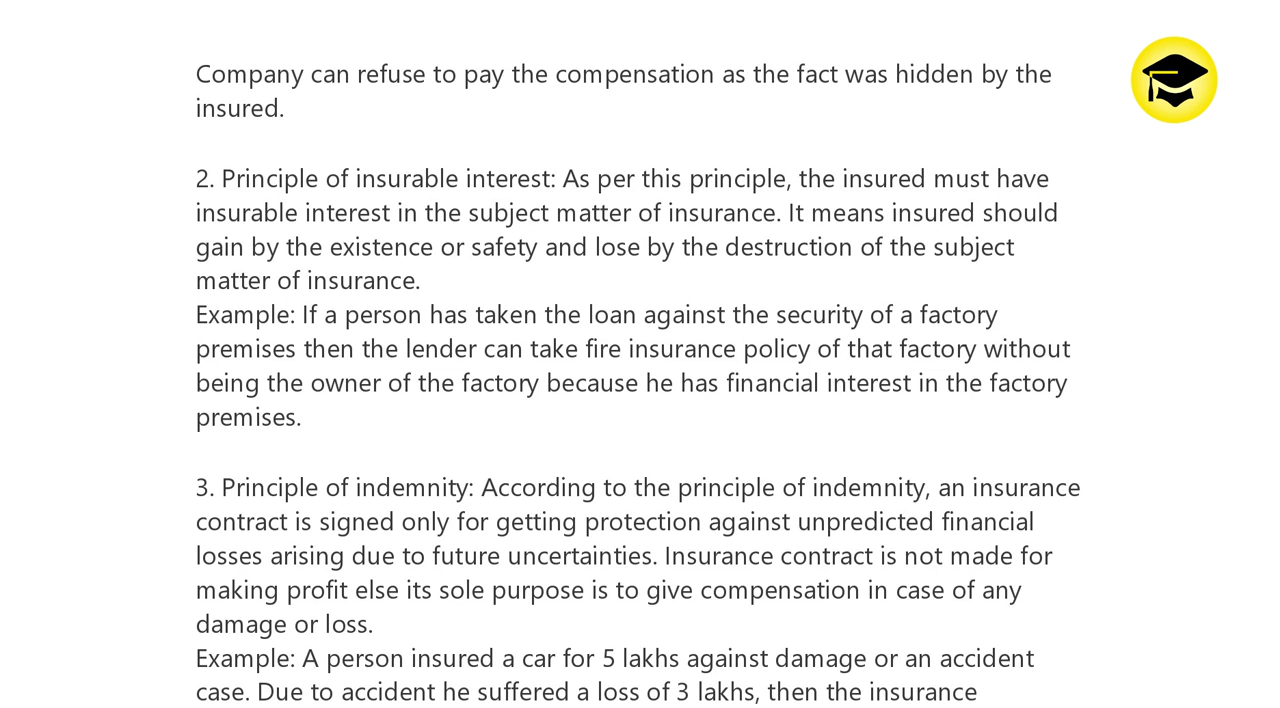 Company can refuse to pay the compensation as the fact was hidden by the
insured.
2. Principle of insurable interest: As per this principle, the insured must have
insurable interest in the subject matter of insurance. It means insured should
gain by the existence or safety and lose by the destruction of the subject
matter of insurance.
Example: If a person has taken the loan against the security of a factory
premises then the lender can take fire insurance policy of that factory without
being the owner of the factory because he has financial interest in the factory
premises.
3. Principle of indemnity: According to the principle of indemnity, an insurance
contract is signed only for getting protection against unpredicted financial
losses arising due to future uncertainties. Insurance contract is not made for
making profit else its sole purpose is to give compensation in case of any
damage or loss.
Example: A person insured a car for 5 lakhs against damage or an accident
case. Due to accident he suffered a loss of 3 lakhs, then the insurance